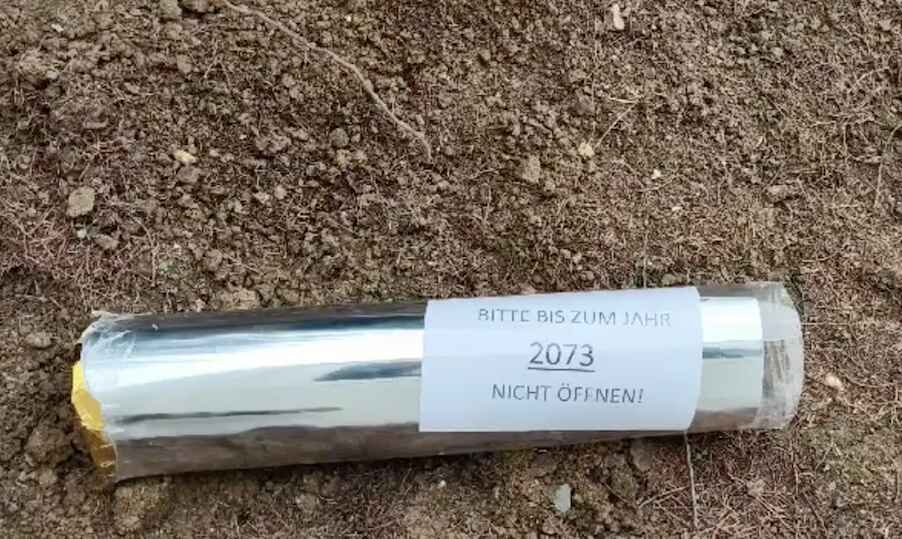 BITTE BIS ZUM JAHR
2073
NICHT ÖFFNEN!